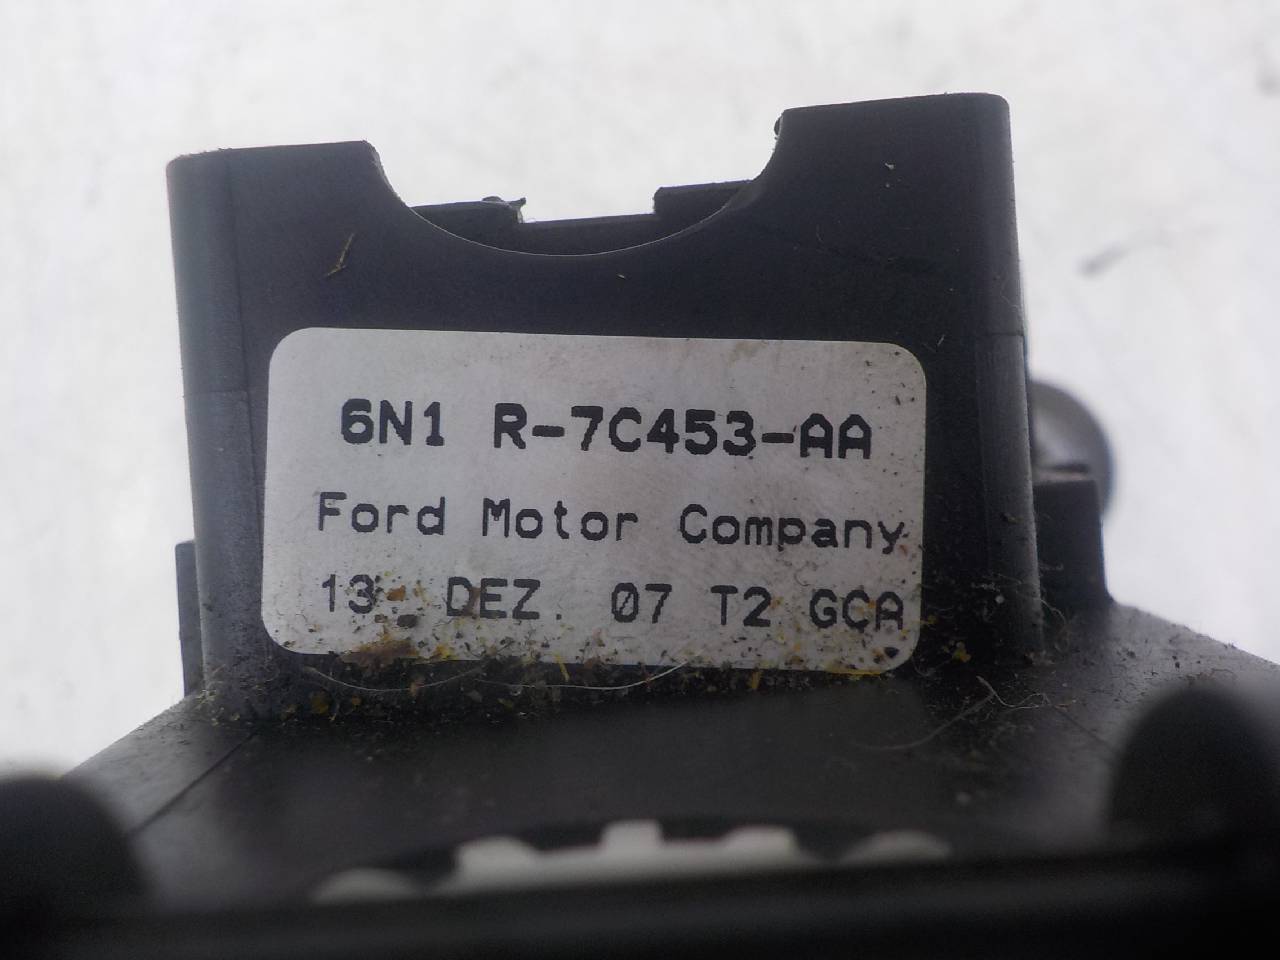 6N1 R-7C453-AA
Ford Motor Company
13. DEZ. 07 T2 GCA